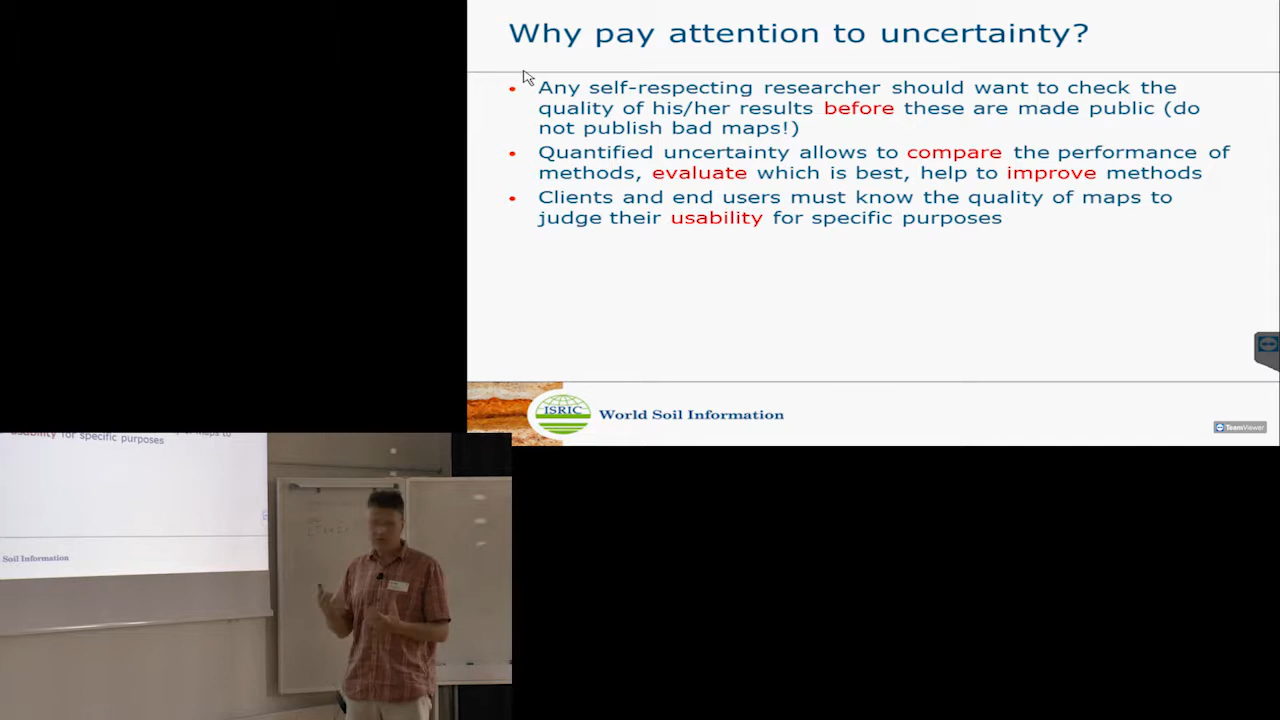 Why pay attention to uncertainty?
• Any self-respecting researcher should want to check the
quality of his/her results before these are made public (do
not publish bad maps!)
• Quantified uncertainty allows to compare the performance of
methods, evaluate which is best, help to improve methods
• Clients and end users must know the quality of maps to
judge their usability for specific purposes
ISRIC World Soil Information
TeamViewer
usability for specific purposes
maps to
Soil Information